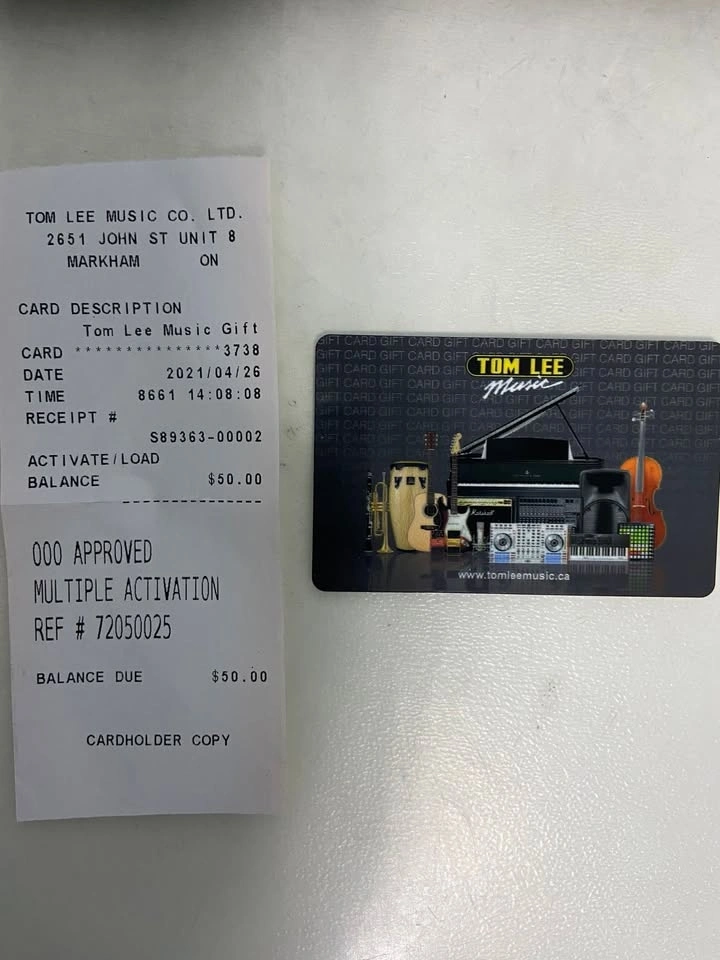 TOM LEE MUSIC CO. LTD.
2651 JOHN ST UNIT 8
MARKHAM ON
CARD DESCRIPTION
Tom Lee Music Gift
CARD ***************3738
DATE 2021/04/26
TIME 8661 14:08:08
RECEIPT #
S89363-00002
ACTIVATE/LOAD
BALANCE $50.00
000 APPROVED
MULTIPLE ACTIVATION
REF # 72050025
BALANCE DUE $50.00
CARDHOLDER COPY
TOM LEE
Music
Marshall
www.tomleemusic.ca